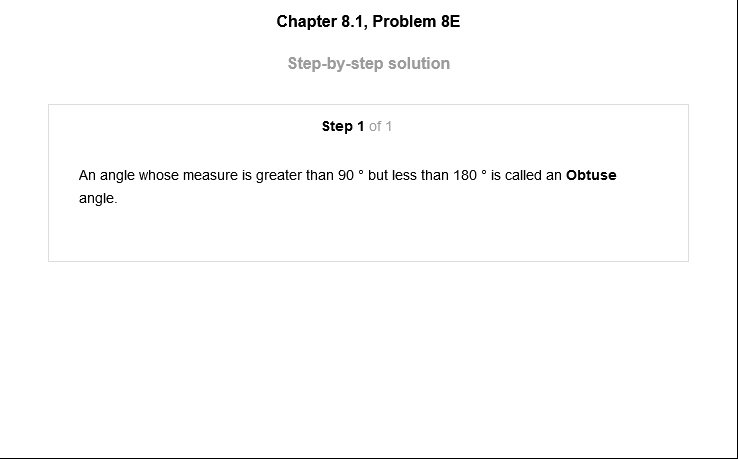 Chapter 8.1, Problem 8E
Step-by-step solution
Step 1 of 1
An angle whose measure is greater than 90 ° but less than 180 ° is called an Obtuse
angle.